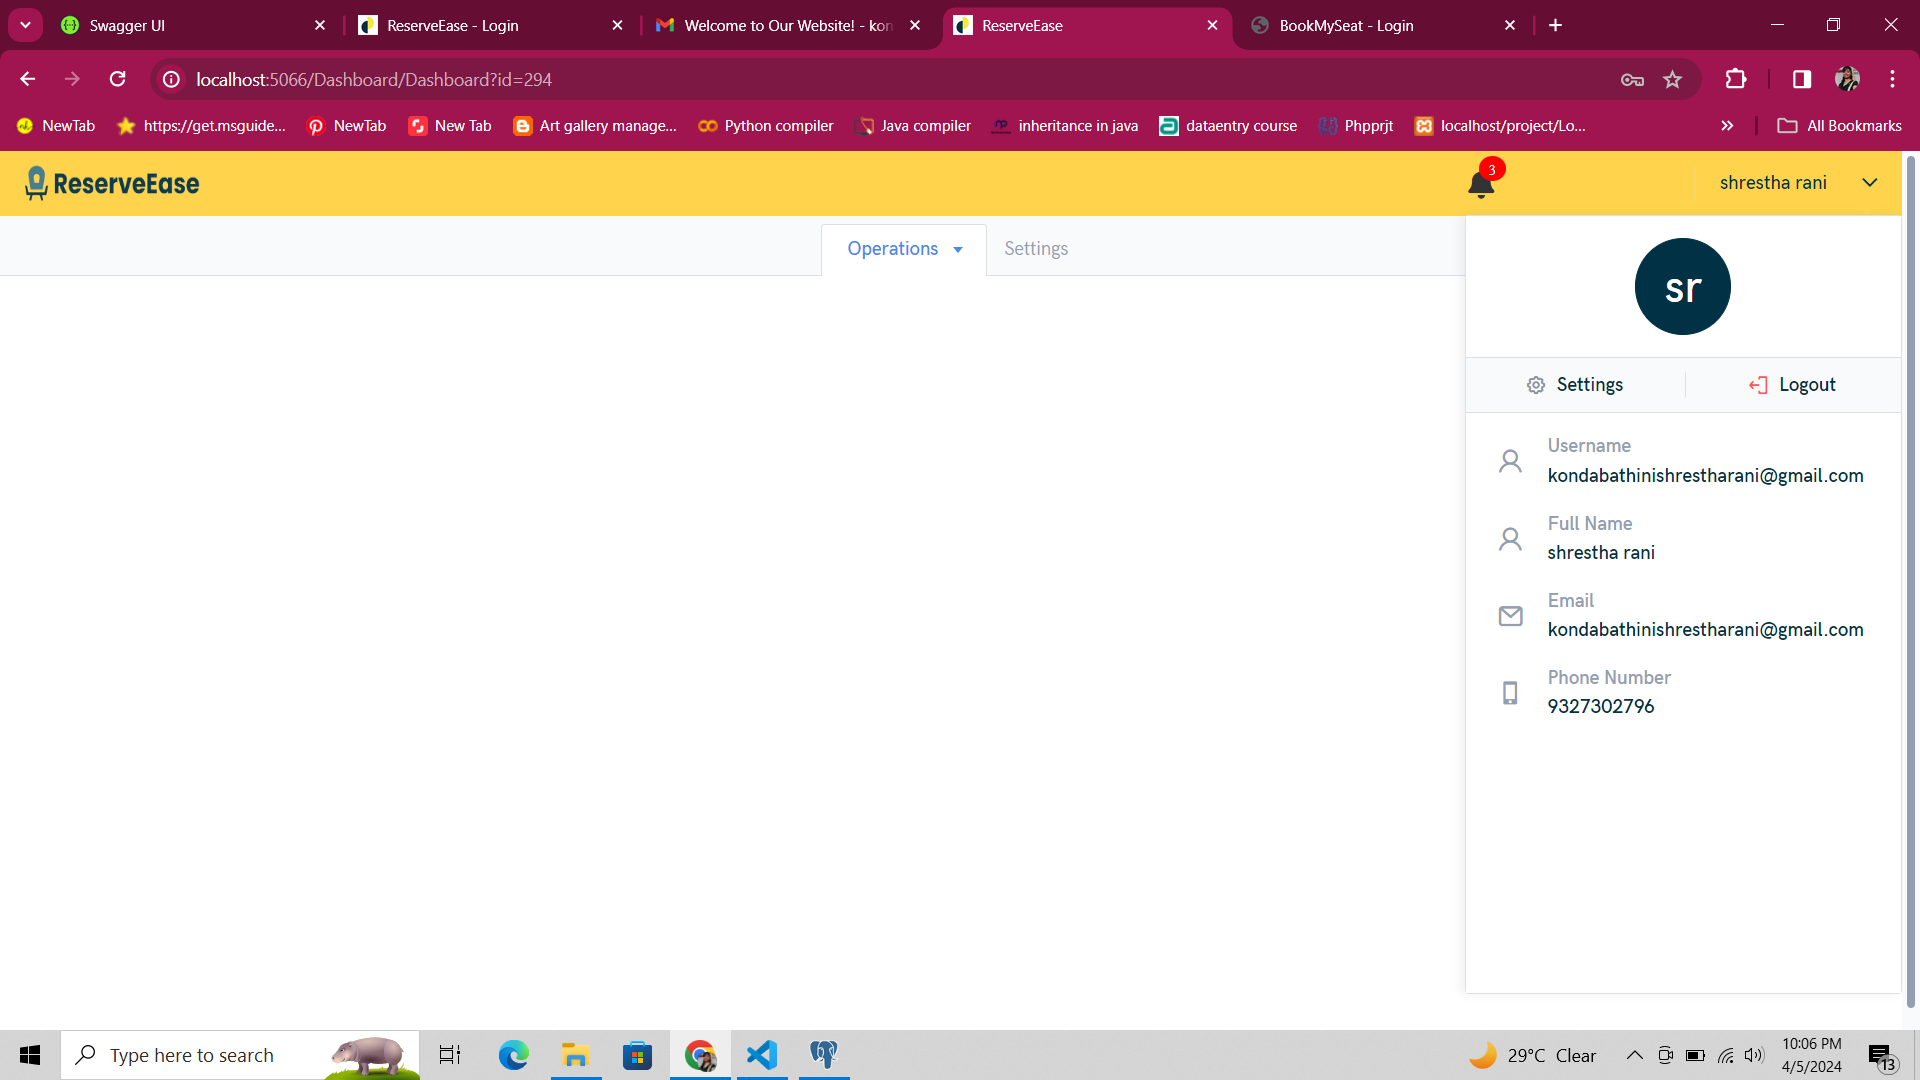 Swagger UI
ReserveEase - Login
Welcome to Our Website! - kon
ReserveEase
BookMySeat - Login
localhost:5066/Dashboard/Dashboard?id=294
NewTab
https://get.msguide...
NewTab
New Tab
Art gallery manage...
Python compiler
Java compiler
inheritance in java
dataentry course
Phpprjt
localhost/project/Lo...
All Bookmarks
ReserveEase
3
shrestha rani
Operations
Settings
sr
Settings
Logout
Username
kondabathinishrestharani@gmail.com
Full Name
shrestha rani
Email
kondabathinishrestharani@gmail.com
Phone Number
9327302796
Type here to search
29°C Clear
10:06 PM
4/5/2024
13